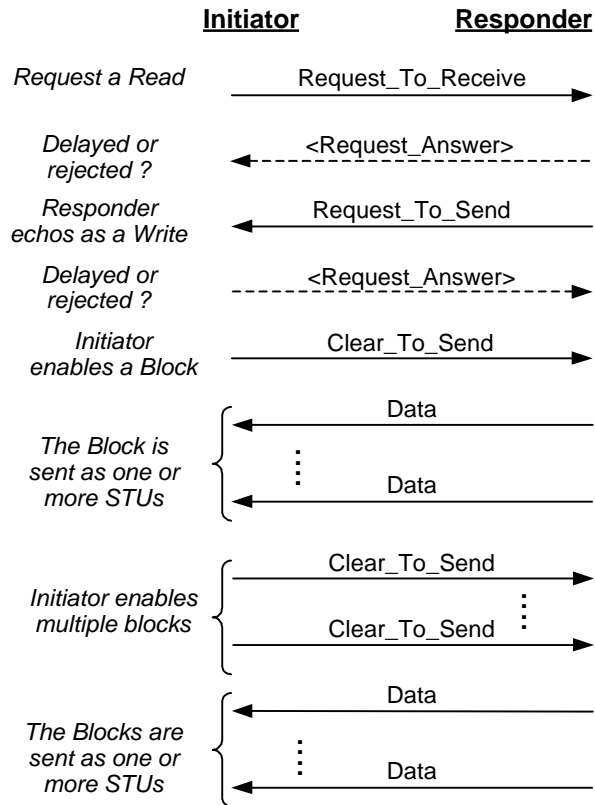 Initiator Responder
Request a Read Request_To_Receive
Delayed or
rejected ?
<Request_Answer>
Responder
echos as a Write
Request_To_Send
Delayed or
rejected ?
<Request_Answer>
Initiator
enables a Block
Clear_To_Send
Data
The Block is
sent as one or
more STUs
Data
Clear_To_Send
Initiator enables
multiple blocks
Clear_To_Send
Data
The Blocks are
sent as one or
more STUs
Data